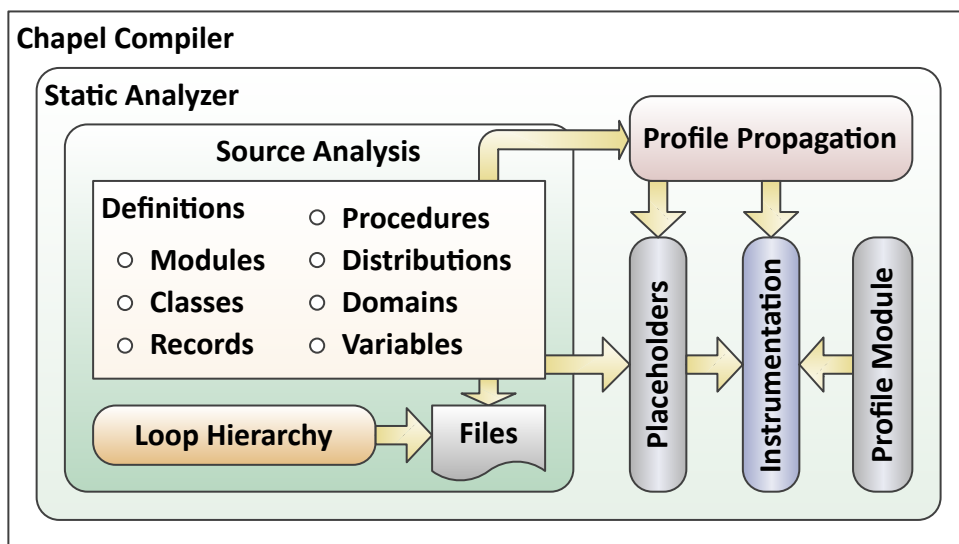 Chapel Compiler
Static Analyzer
Source Analysis
Profile Propagation
Definitions
Modules
Classes
Records
Procedures
Distributions
Domains
Variables
Loop Hierarchy
Files
Placeholders
Instrumentation
Profile Module